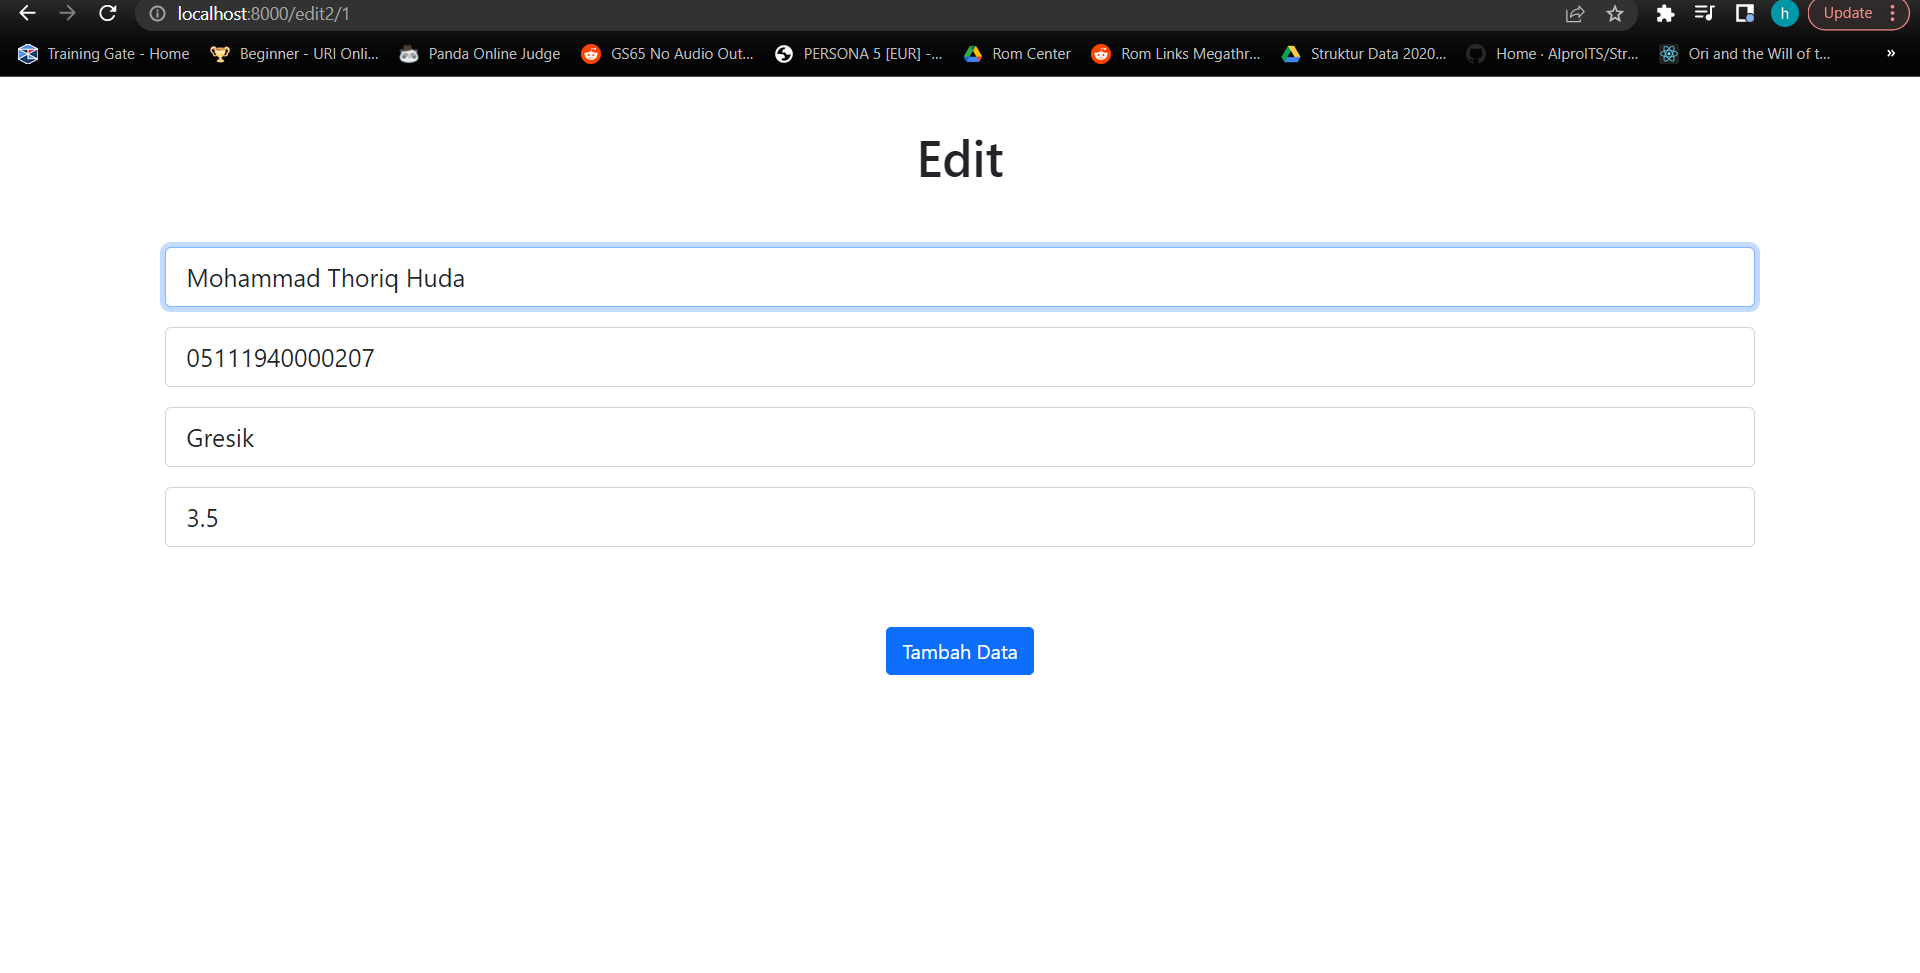 localhost:8000/edit2/1
h
Update
Training Gate - Home
Beginner - URI Onli...
Panda Online Judge
GS65 No Audio Out...
PERSONA 5 [EUR] -...
Rom Center
Rom Links Megathr...
Struktur Data 2020...
Home · AlproITS/Str...
Ori and the Will of t...
»
Edit
Mohammad Thoriq Huda
05111940000207
Gresik
3.5
Tambah Data